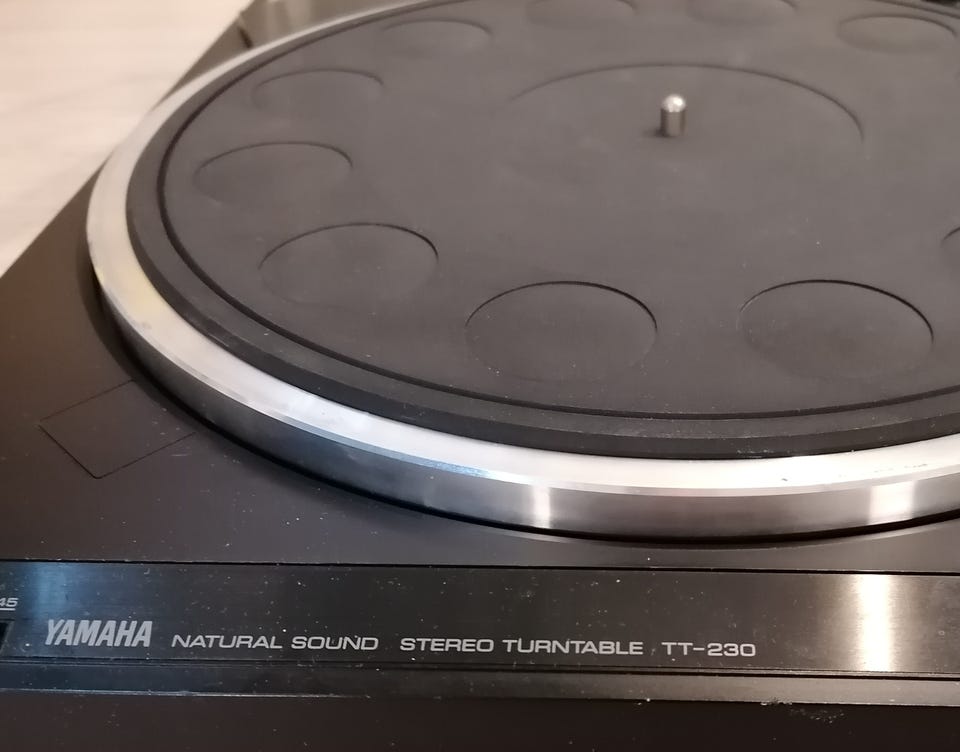 45
YAMAHA NATURAL SOUND STEREO TURNTABLE TT-230